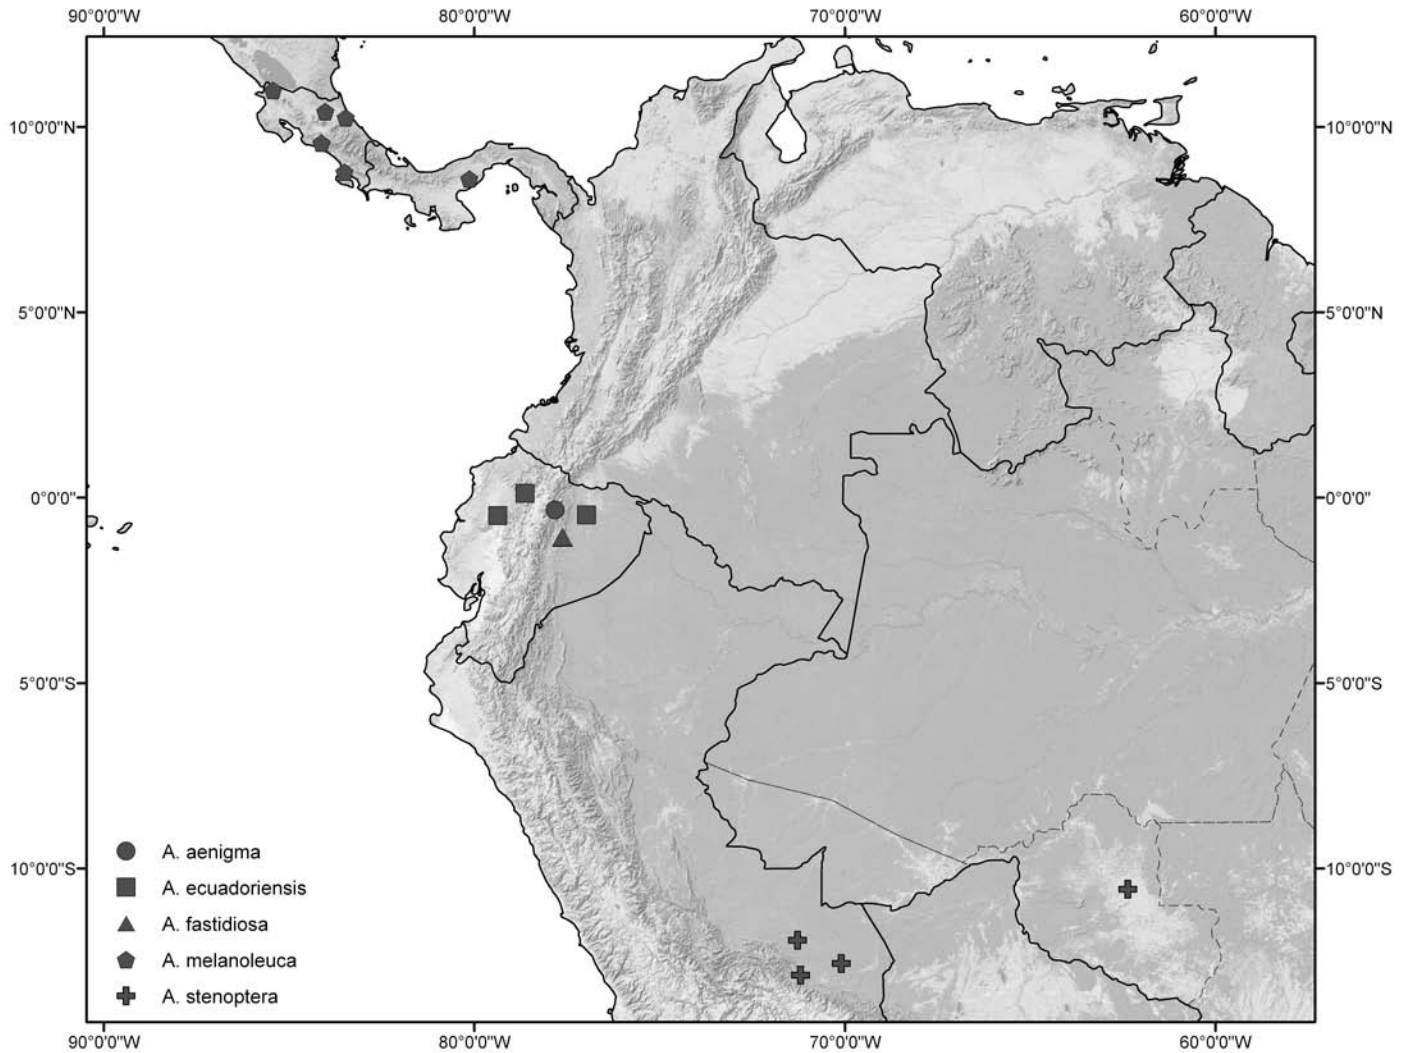 90°0'0"W 80°0'0"W 70°0'0"W 60°0'0"W
10°0'0"N 10°0'0"N
5°0'0"N 5°0'0"N
0°0'0" 0°0'0"
5°0'0"S 5°0'0"S
10°0'0"S 10°0'0"S
A. aenigma
A. ecuadoriensis
A. fastidiosa
A. melanoleuca
A. stenoptera
90°0'0"W 80°0'0"W 70°0'0"W 60°0'0"W